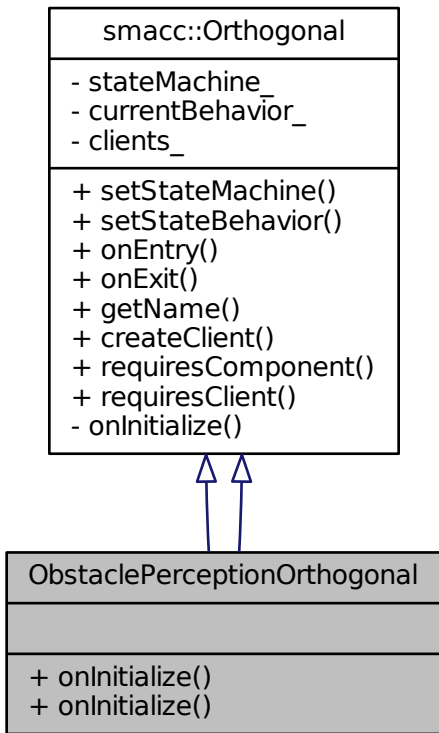 smacc::Orthogonal
- stateMachine_
- currentBehavior_
- clients_
+ setStateMachine()
+ setStateBehavior()
+ onEntry()
+ onExit()
+ getName()
+ createClient()
+ requiresComponent()
+ requiresClient()
- onInitialize()
ObstaclePerceptionOrthogonal
+ onInitialize()
+ onInitialize()